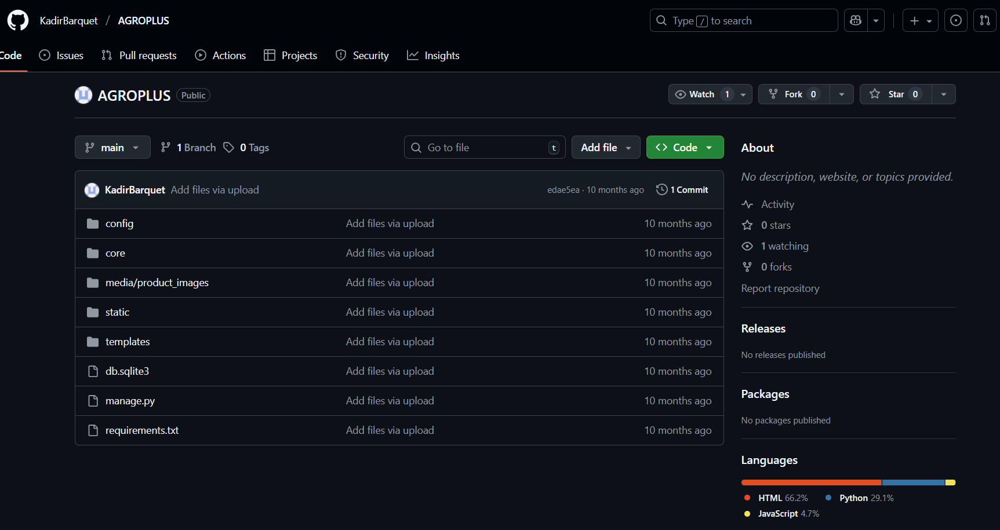 KadirBarquet / AGROPLUS
Type / to search
Code Issues Pull requests Actions Projects Security Insights
AGROPLUS Public
Watch 1
Fork 0
Star 0
main
1 Branch
0 Tags
Go to file t
Add file
Code
KadirBarquet Add files via upload
edae5ea · 10 months ago
1 Commit
config Add files via upload 10 months ago
core Add files via upload 10 months ago
media/product_images Add files via upload 10 months ago
static Add files via upload 10 months ago
templates Add files via upload 10 months ago
db.sqlite3 Add files via upload 10 months ago
manage.py Add files via upload 10 months ago
requirements.txt Add files via upload 10 months ago
About
No description, website, or topics provided.
Activity
0 stars
1 watching
0 forks
Report repository
Releases
No releases published
Packages
No packages published
Languages
HTML 66.2% Python 29.1%
JavaScript 4.7%